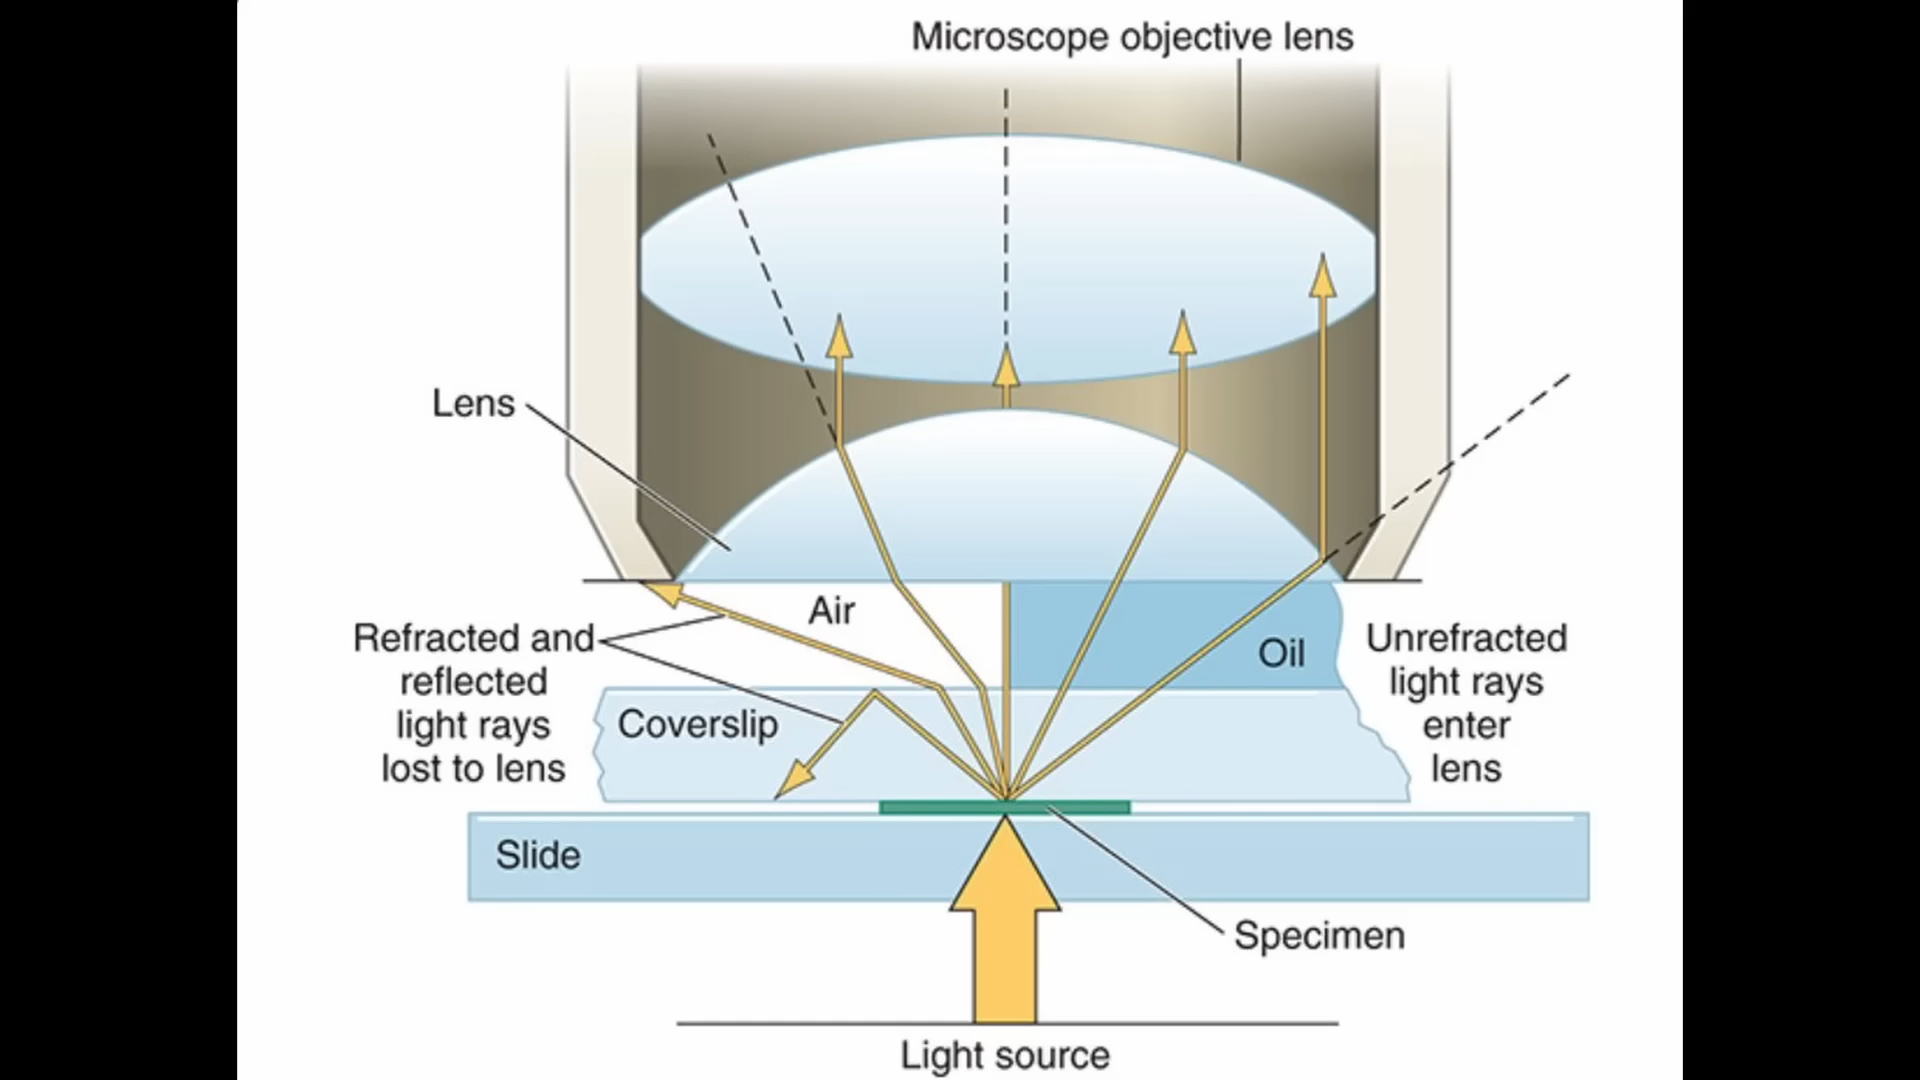 Microscope objective lens
Lens
Air
Refracted and
reflected
light rays
lost to lens
Oil
Unrefracted
light rays
enter
lens
Coverslip
Slide
Specimen
Light source